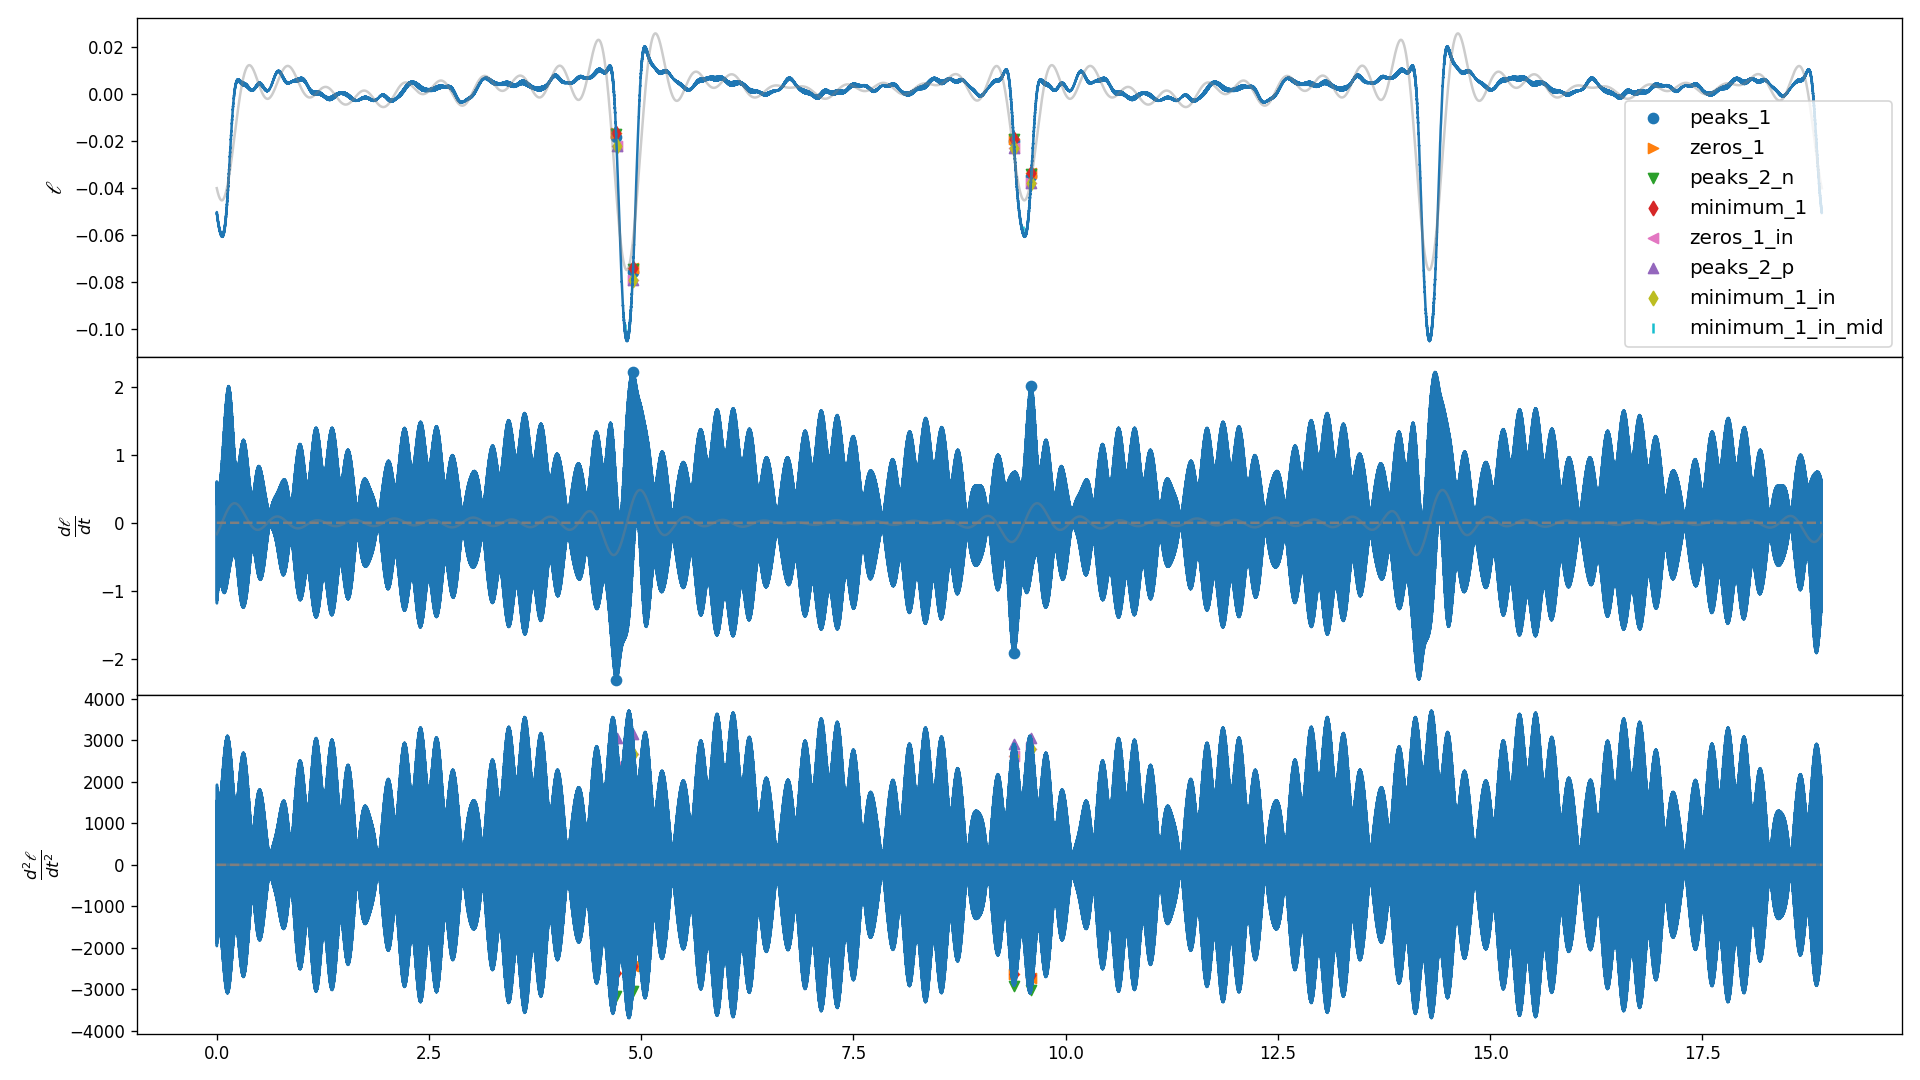 0.02
0.00
−0.02
−0.04
−0.06
−0.08
−0.10
ℓ
peaks_1
zeros_1
peaks_2_n
minimum_1
zeros_1_in
peaks_2_p
minimum_1_in
minimum_1_in_mid
2
1
0
−1
−2
dℓ
dt
4000
3000
2000
1000
0
−1000
−2000
−3000
−4000
d²ℓ
dt²
0.0 2.5 5.0 7.5 10.0 12.5 15.0 17.5